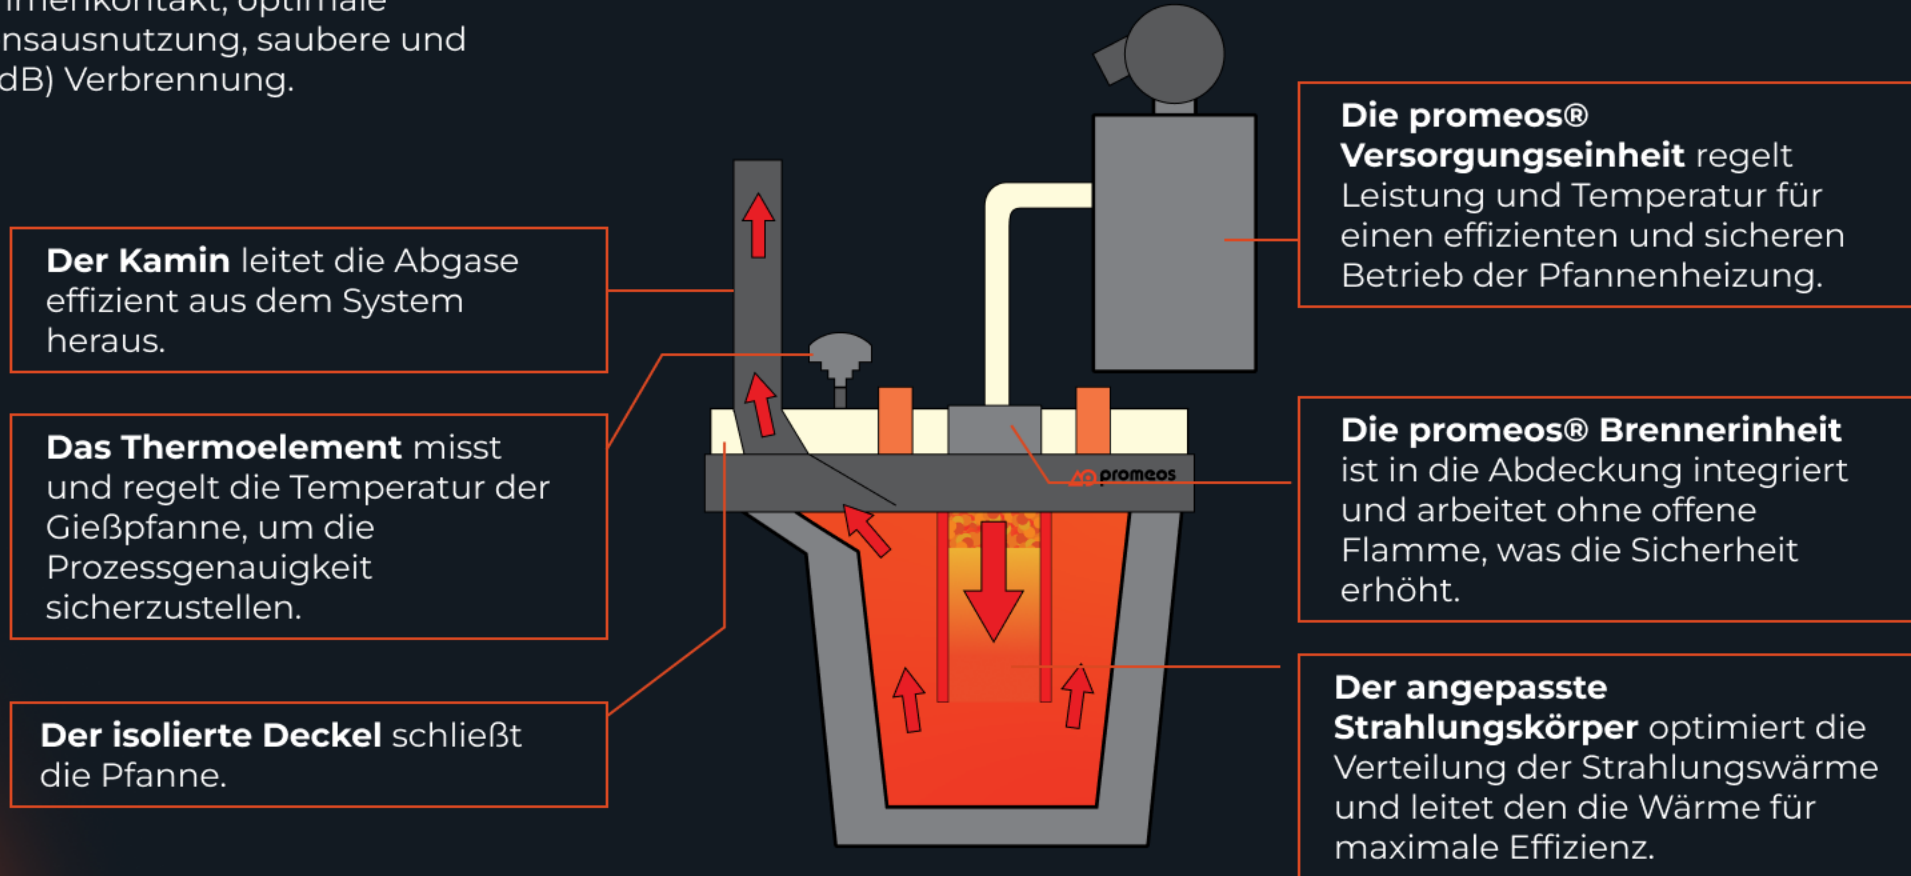 nsausnutzung, saubere und
dB) Verbrennung.
Der Kamin leitet die Abgase
effizient aus dem System
heraus.
Das Thermoelement misst
und regelt die Temperatur der
Gießpfanne, um die
Prozessgenauigkeit
sicherzustellen.
Der isolierte Deckel schließt
die Pfanne.
promeos
Die promeos®
Versorgungseinheit regelt
Leistung und Temperatur für
einen effizienten und sicheren
Betrieb der Pfannenheizung.
Die promeos® Brennerinheit
ist in die Abdeckung integriert
und arbeitet ohne offene
Flamme, was die Sicherheit
erhöht.
Der angepasste
Strahlungskörper optimiert die
Verteilung der Strahlungswärme
und leitet den die Wärme für
maximale Effizienz.